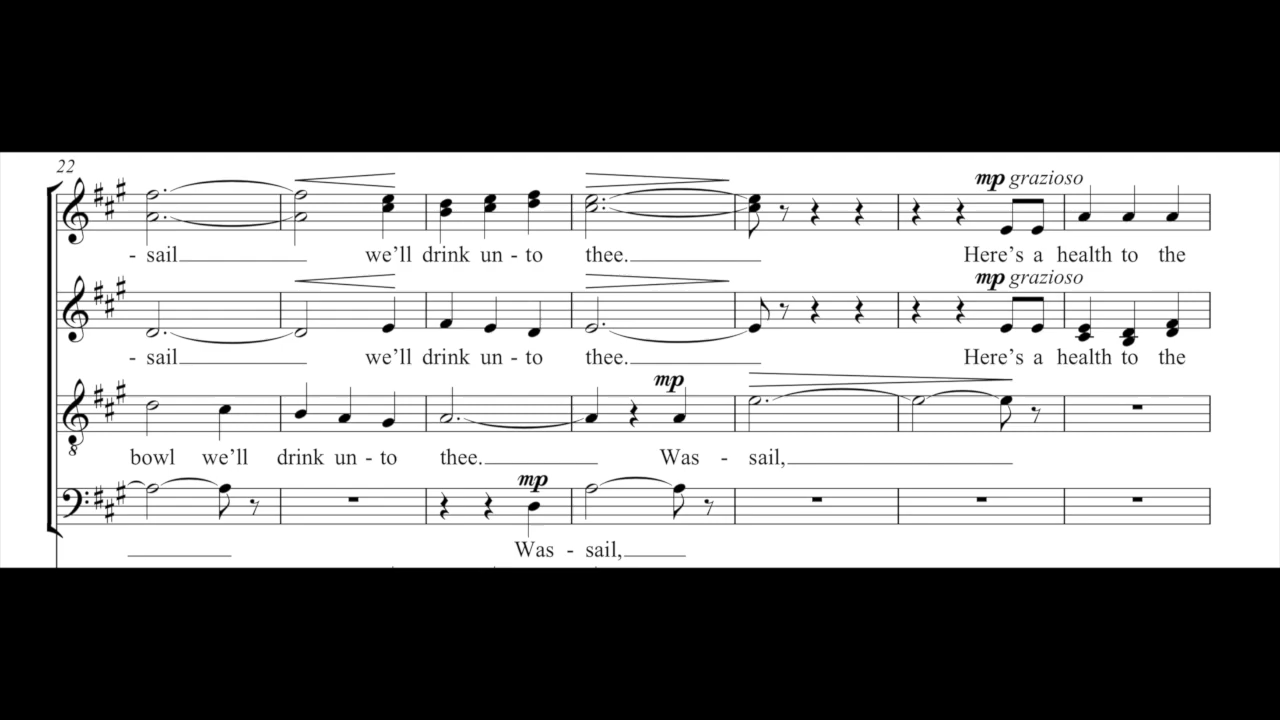 22
mp grazioso
- sail we'll drink un - to thee. Here's a health to the
mp grazioso
- sail we'll drink un - to thee. Here's a health to the
mp
8
bowl we'll drink un - to thee. Was - sail,
mp
Was - sail,